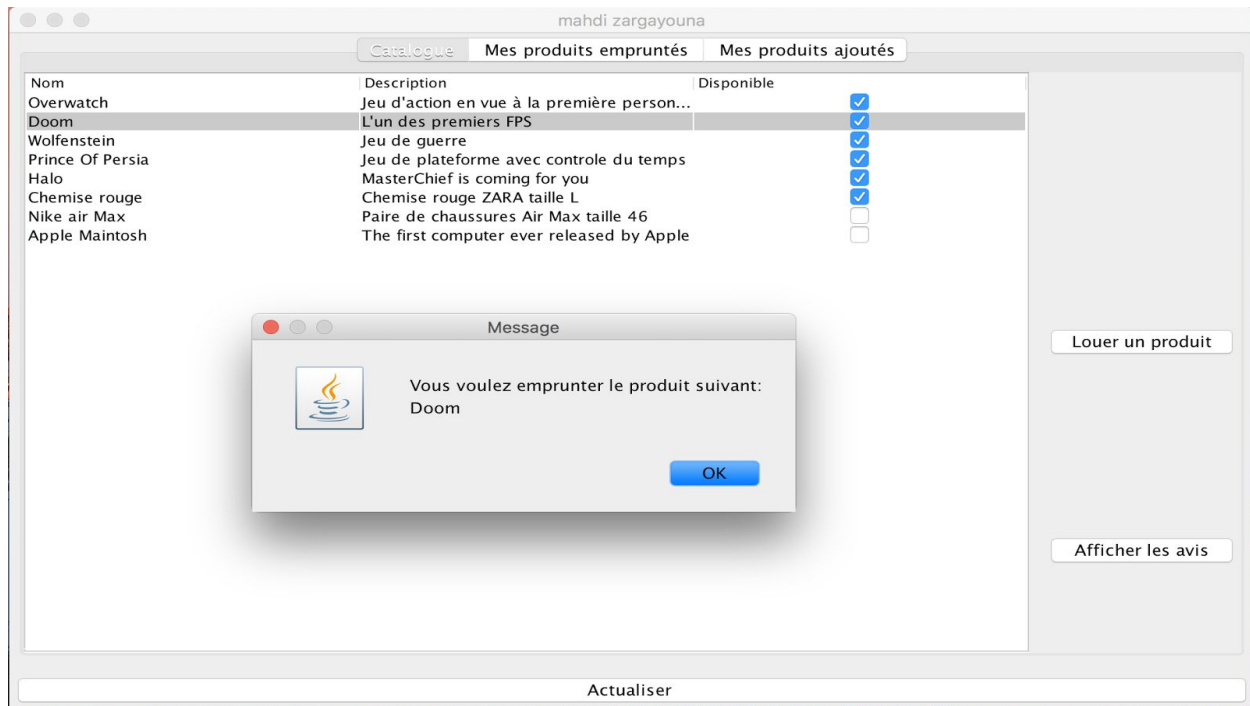 mahdi zargayouna
Catalogue Mes produits empruntés Mes produits ajoutés
Nom Description Disponible
Overwatch Jeu d'action en vue à la première person...
Doom L'un des premiers FPS
Wolfenstein Jeu de guerre
Prince Of Persia Jeu de plateforme avec controle du temps
Halo MasterChief is coming for you
Chemise rouge Chemise rouge ZARA taille L
Nike air Max Paire de chaussures Air Max taille 46
Apple Maintosh The first computer ever released by Apple
Message
Vous voulez emprunter le produit suivant:
Doom
OK
Louer un produit
Afficher les avis
Actualiser